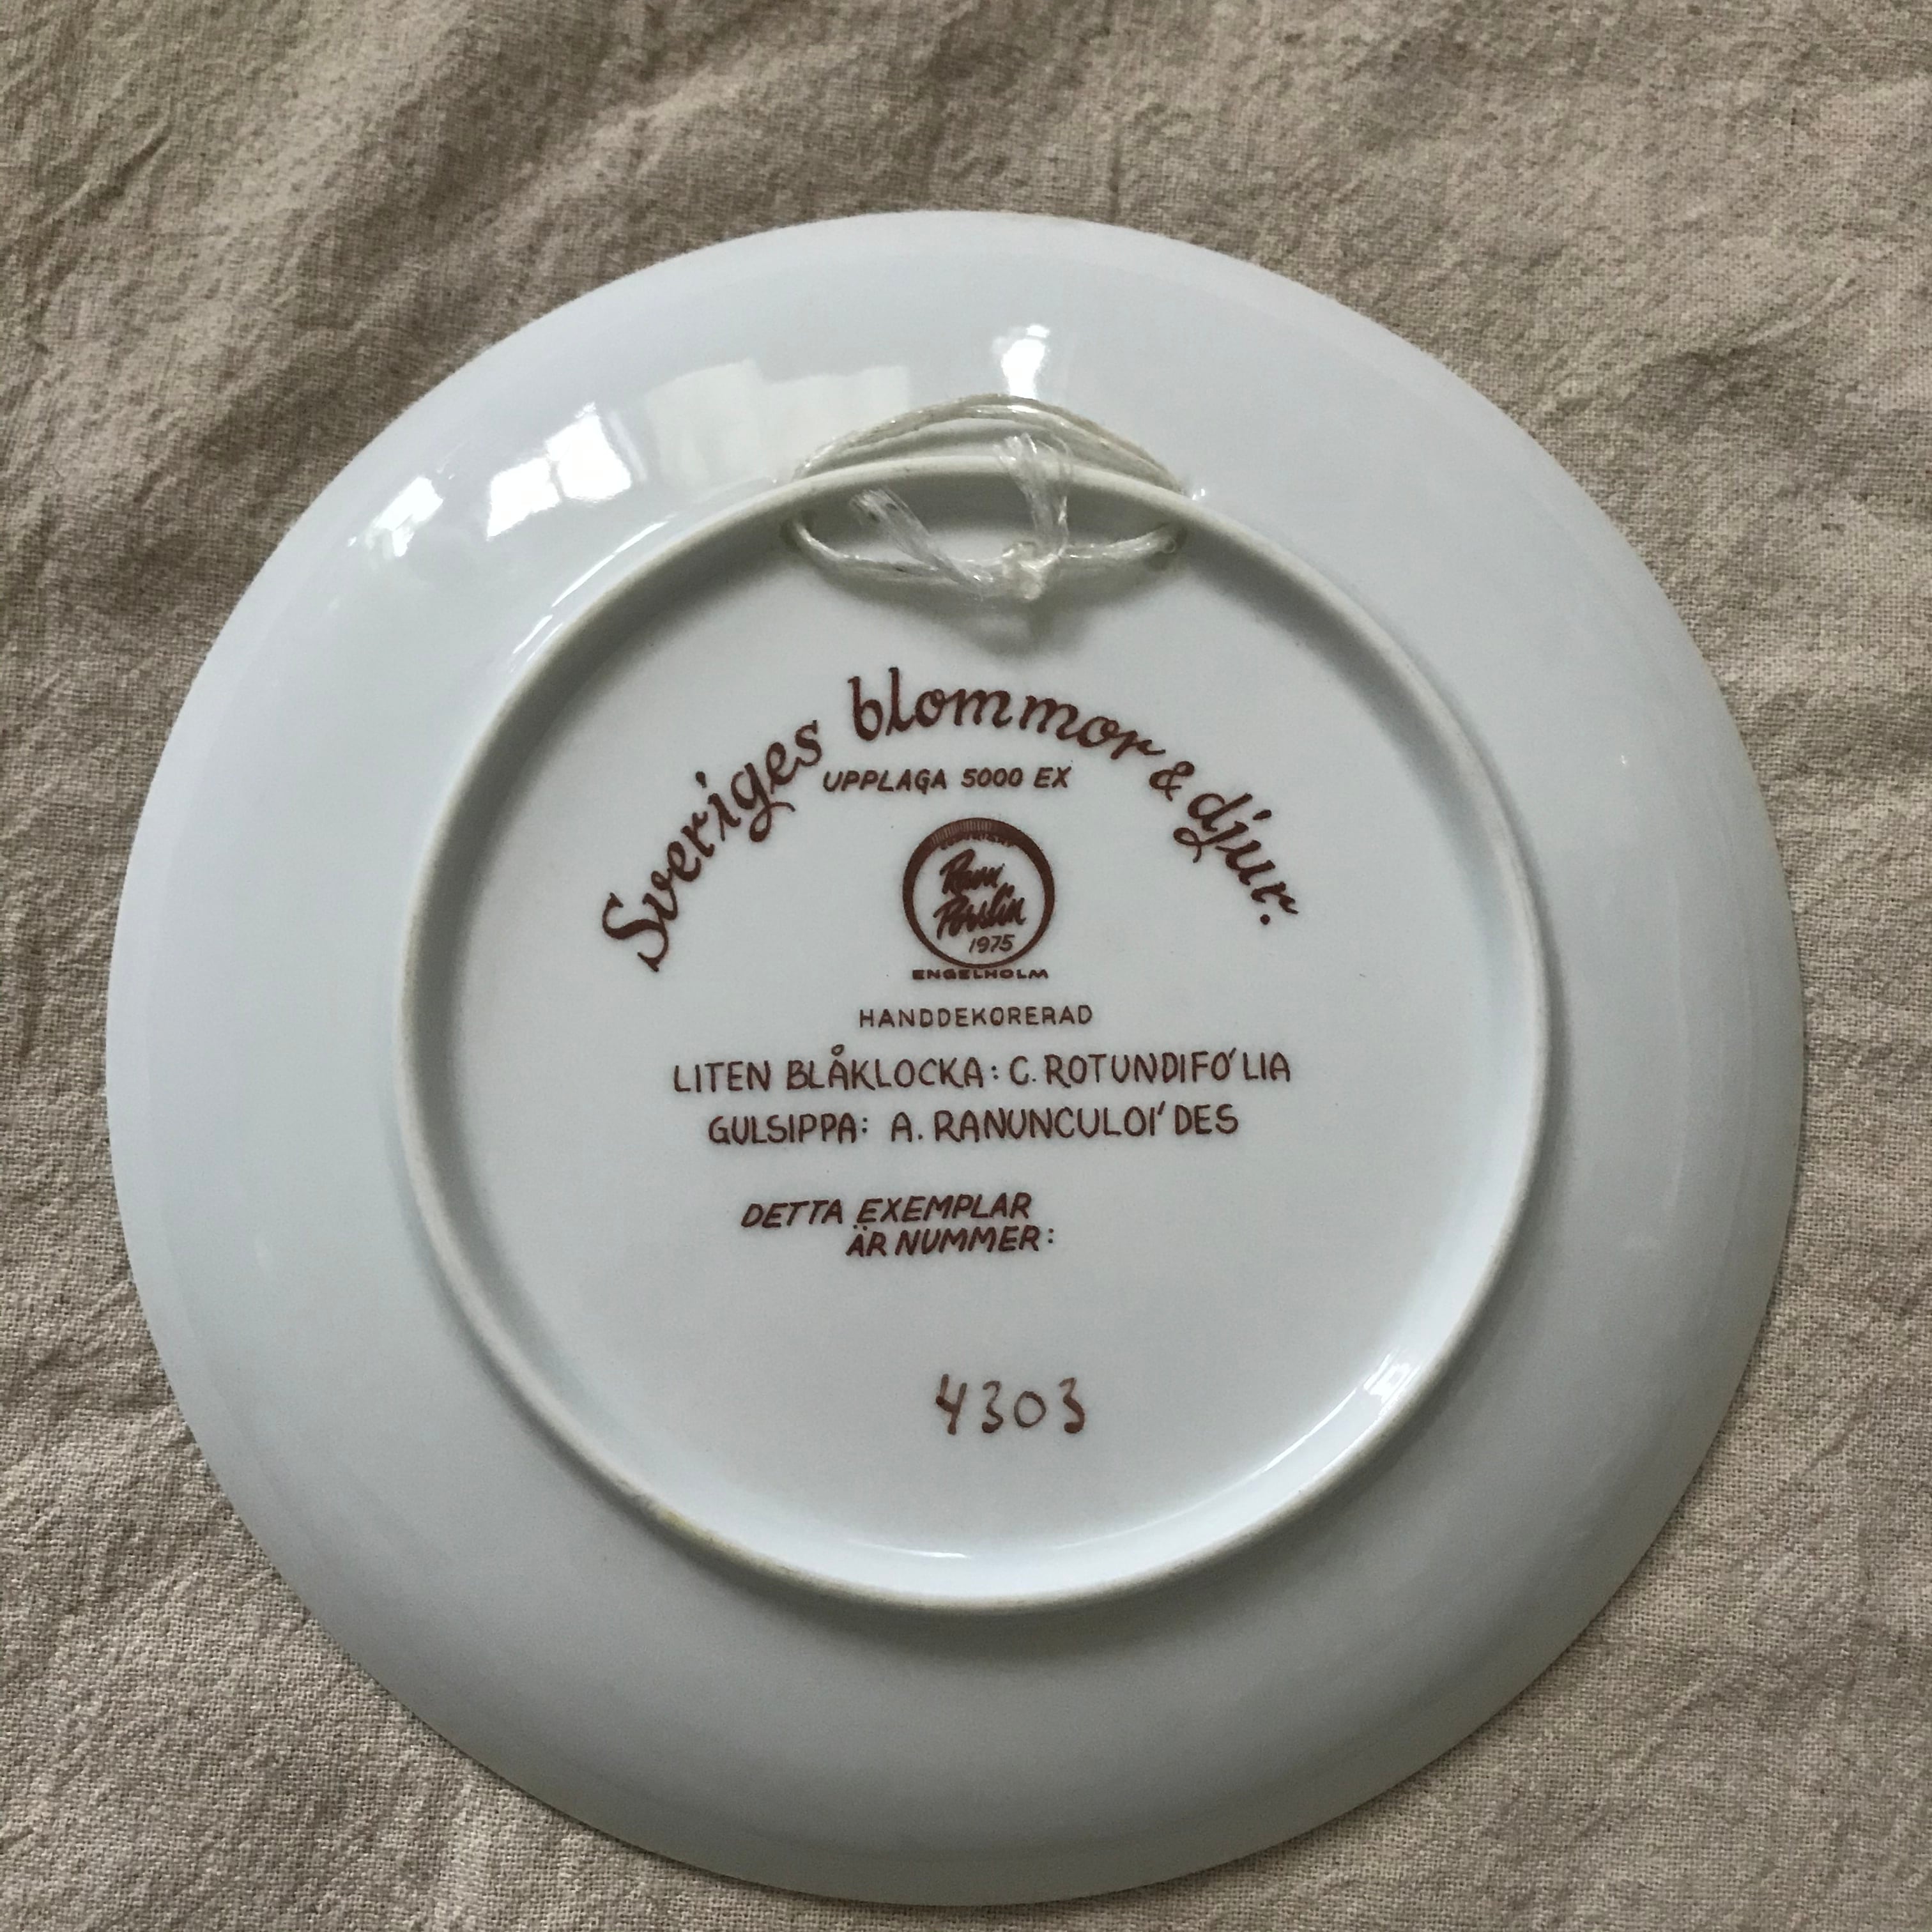 Sveriges blommor & djur.
UPPLAGA 5000 EX
Porslin
1975
ENGELHOLM
HANDDEKORERAD
LITEN BLÅKLOCKA: C. ROTUNDIFO´LIA
GULSIPPA: A. RANUNCULOI´DES
DETTA EXEMPLAR
ÄR NUMMER:
4303